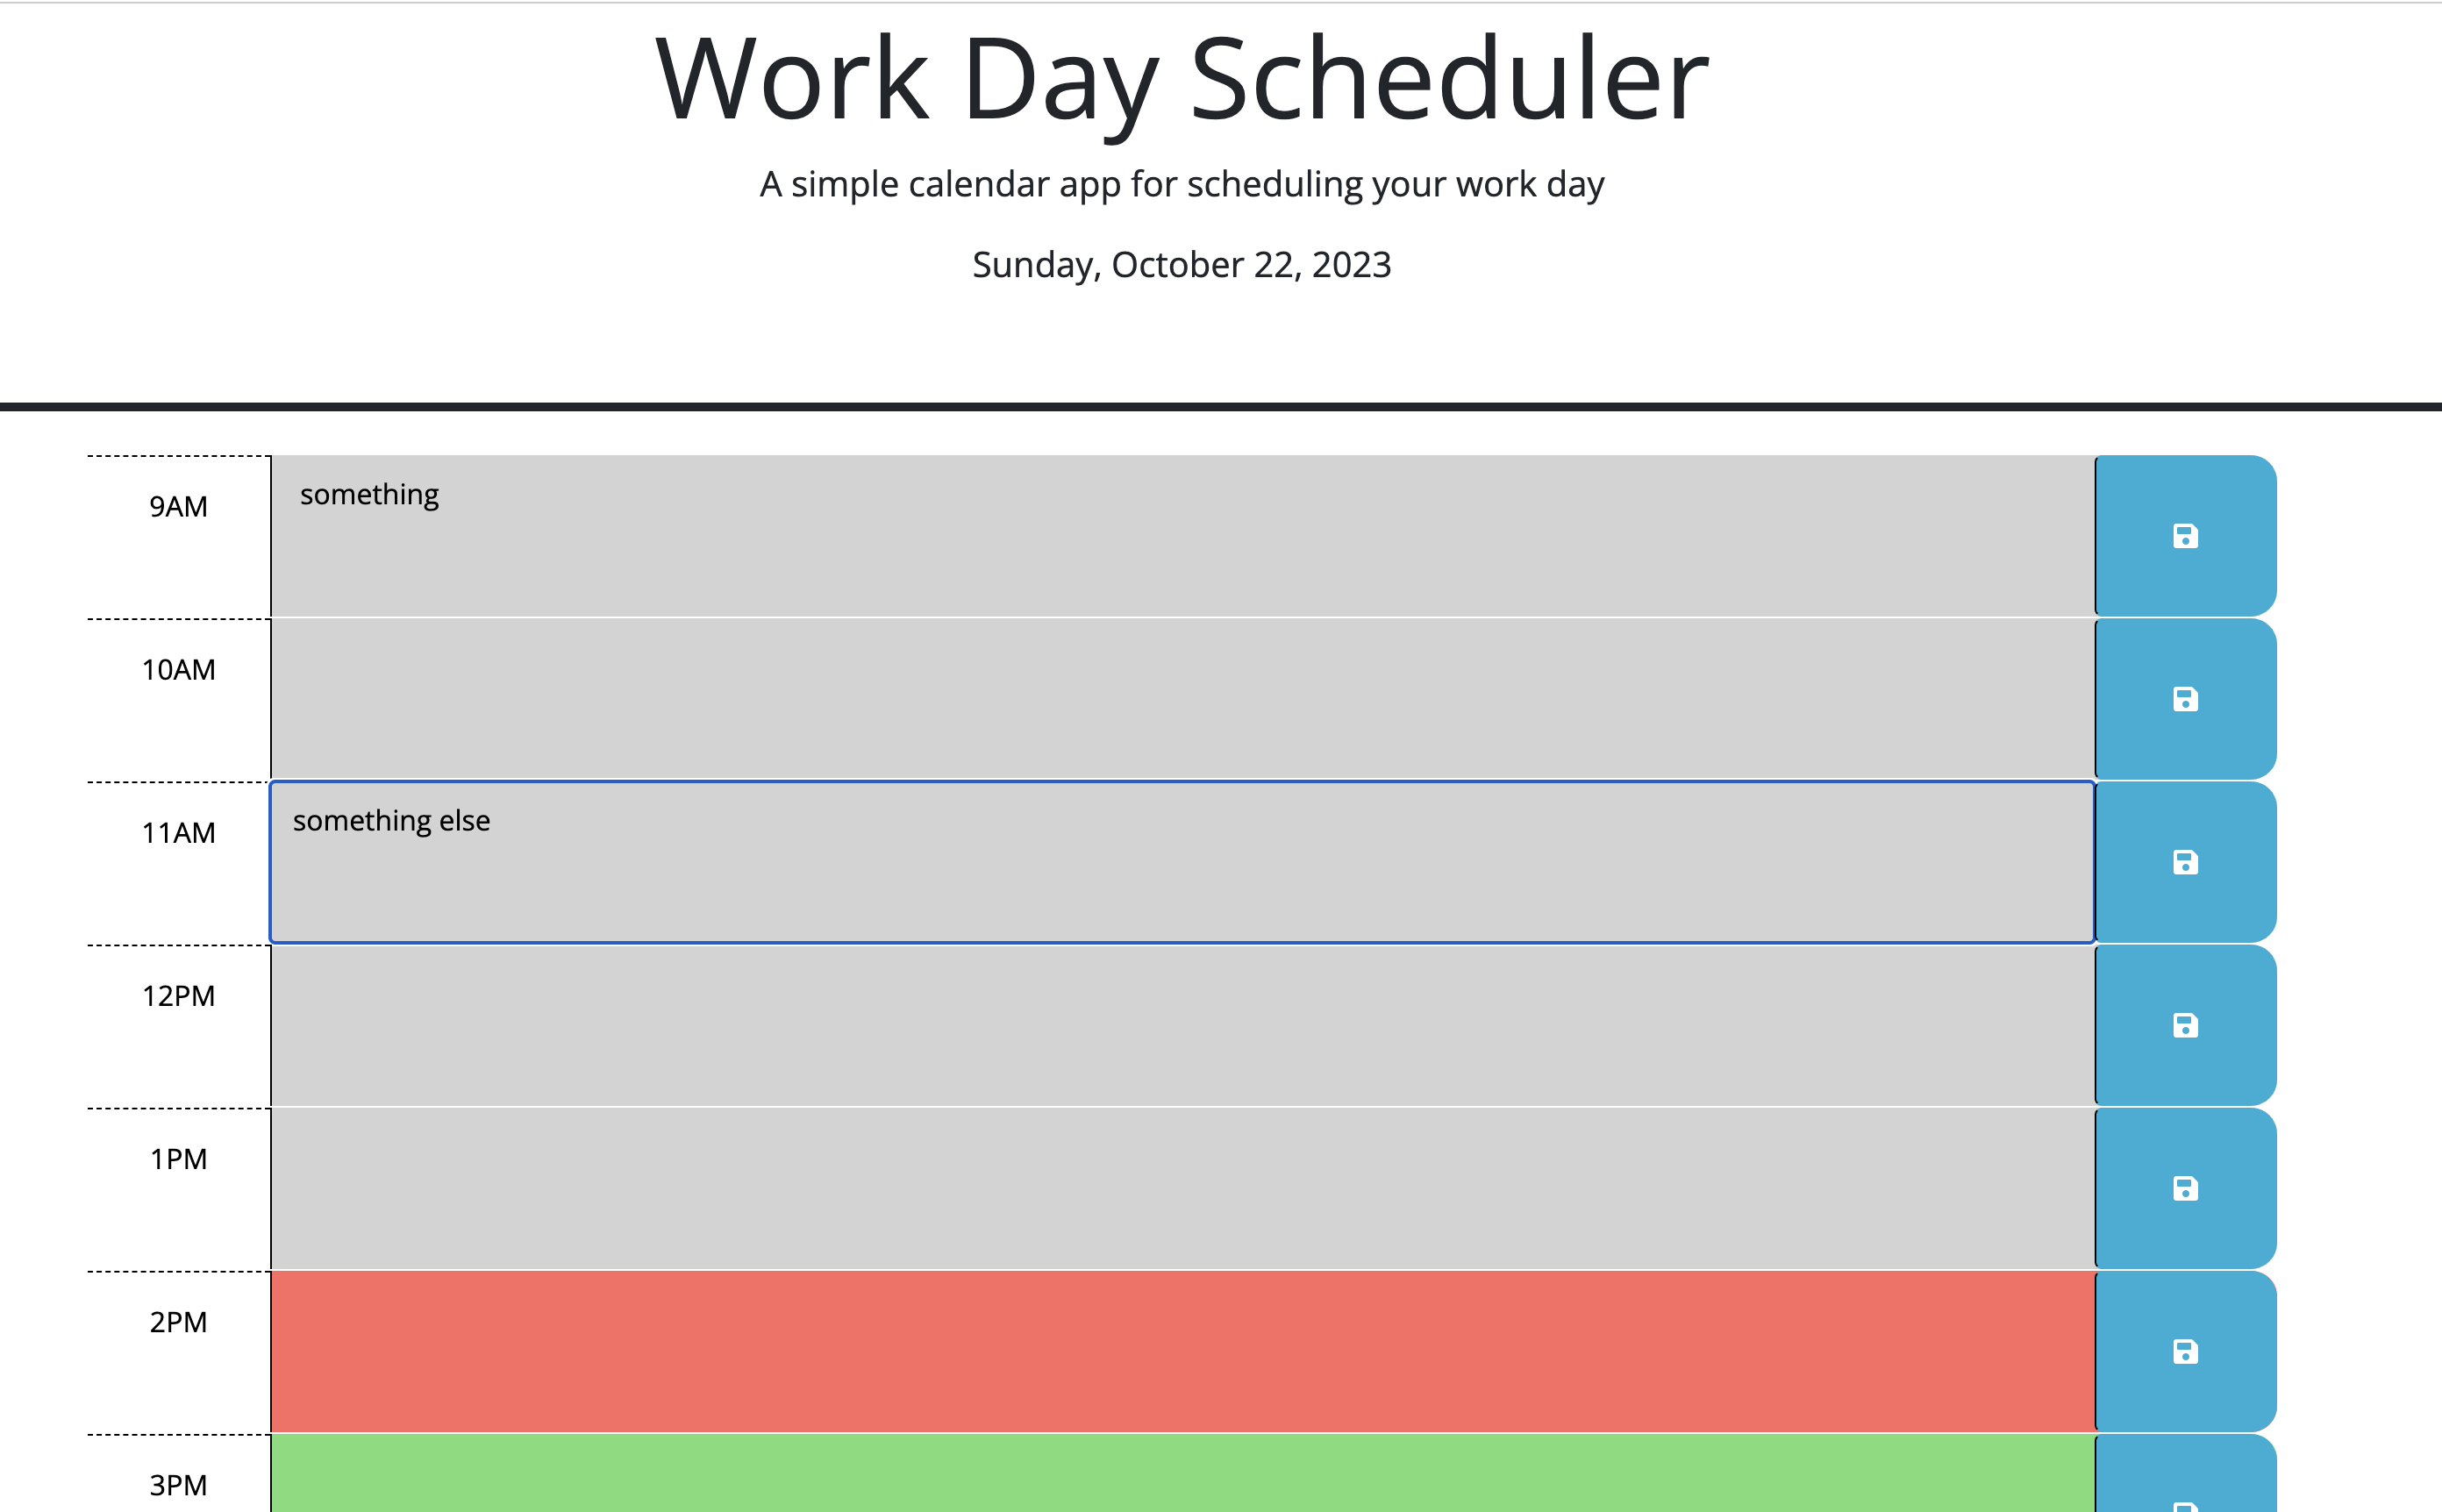 Work Day Scheduler
A simple calendar app for scheduling your work day
Sunday, October 22, 2023
9AM
something
10AM
11AM
something else
12PM
1PM
2PM
3PM